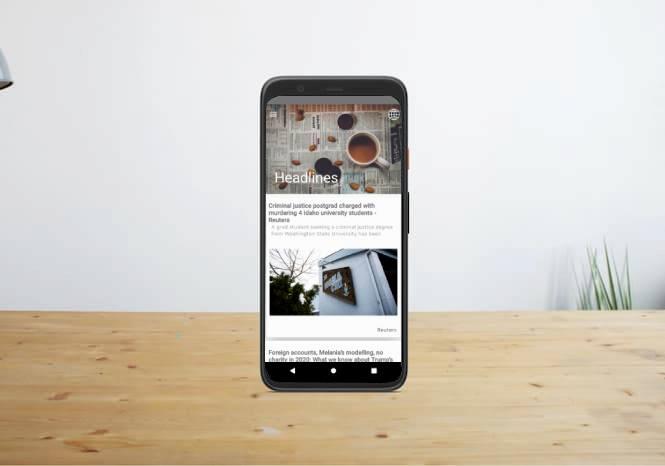 Headlines
Criminal justice postgrad charged with
murdering 4 Idaho university students -
Reuters
A grad student seeking a criminal justice degree
from Washington State University has been
Reuters
Foreign accounts, Melania's modelling, no
charity in 2020: What we know about Trump's